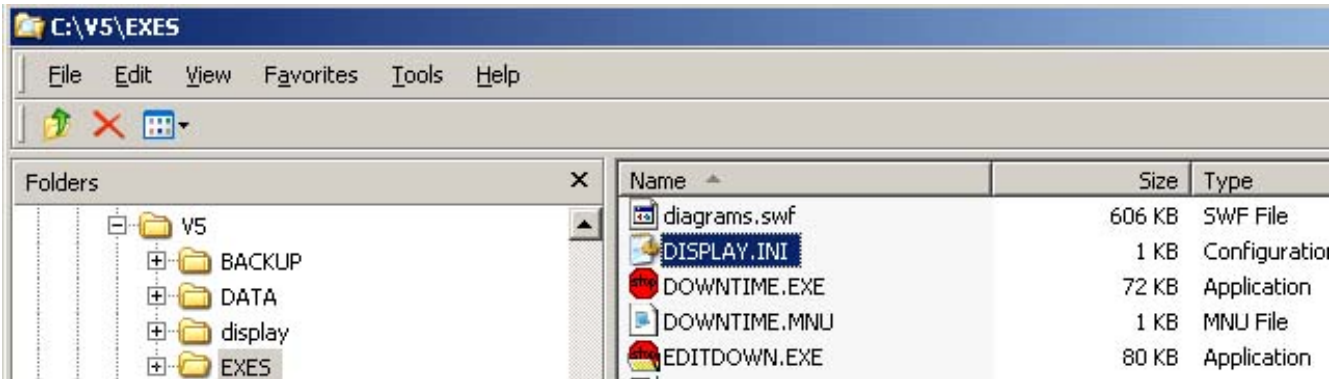 C:\V5\EXES
File Edit View Favorites Tools Help
Folders
V5
BACKUP
DATA
display
EXES
Name Size Type
diagrams.swf 606 KB SWF File
DISPLAY.INI 1 KB Configuration
DOWNTIME.EXE 72 KB Application
DOWNTIME.MNU 1 KB MNU File
EDITDOWN.EXE 80 KB Application